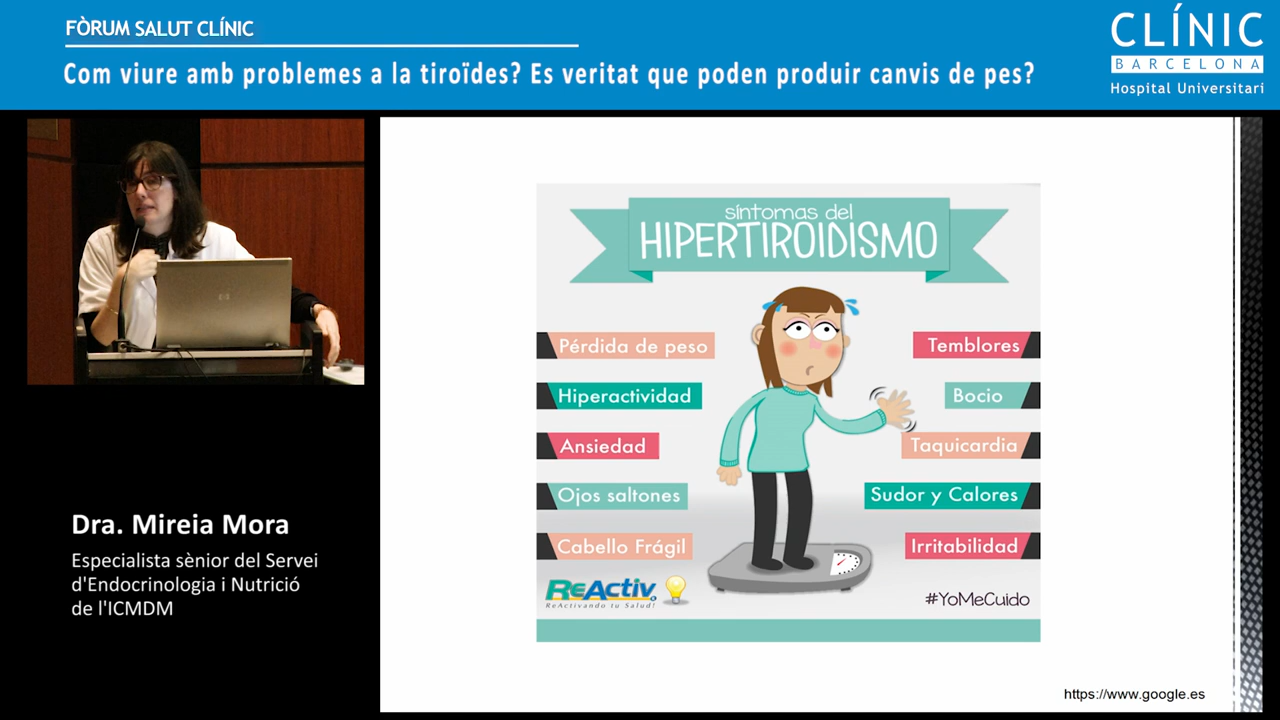 FÒRUM SALUT CLÍNIC
Com viure amb problemes a la tiroïdes? Es veritat que poden produir canvis de pes?
CLÍNIC
BARCELONA
Hospital Universitari
síntomas del
HIPERTIROIDISMO
Pérdida de peso
Hiperactividad
Ansiedad
Ojos saltones
Cabello Frágil
Temblores
Bocio
Taquicardia
Sudor y Calores
Irritabilidad
ReActiv
ReActivando tu Salud!
#YoMeCuido
https://www.google.es
Dra. Mireia Mora
Especialista sènior del Servei
d'Endocrinologia i Nutrició
de l'ICMDM